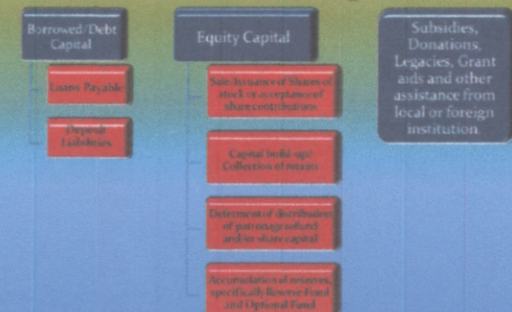 Borrowed/Debt
Capital
Loans Payable
Deposit
Liabilities
Equity Capital
Sale/Issuance of Shares of
stock or acceptance of
share contributions
Capital build-up/
Collection of
Deferment of distribution
of patronage refund
and/or share capital
Accumulation of reserves,
specifically Reserve Fund
and Optional Fund
Subsidies,
Donations,
Legacies, Grant
aids and other
assistance from
local or foreign
institution.